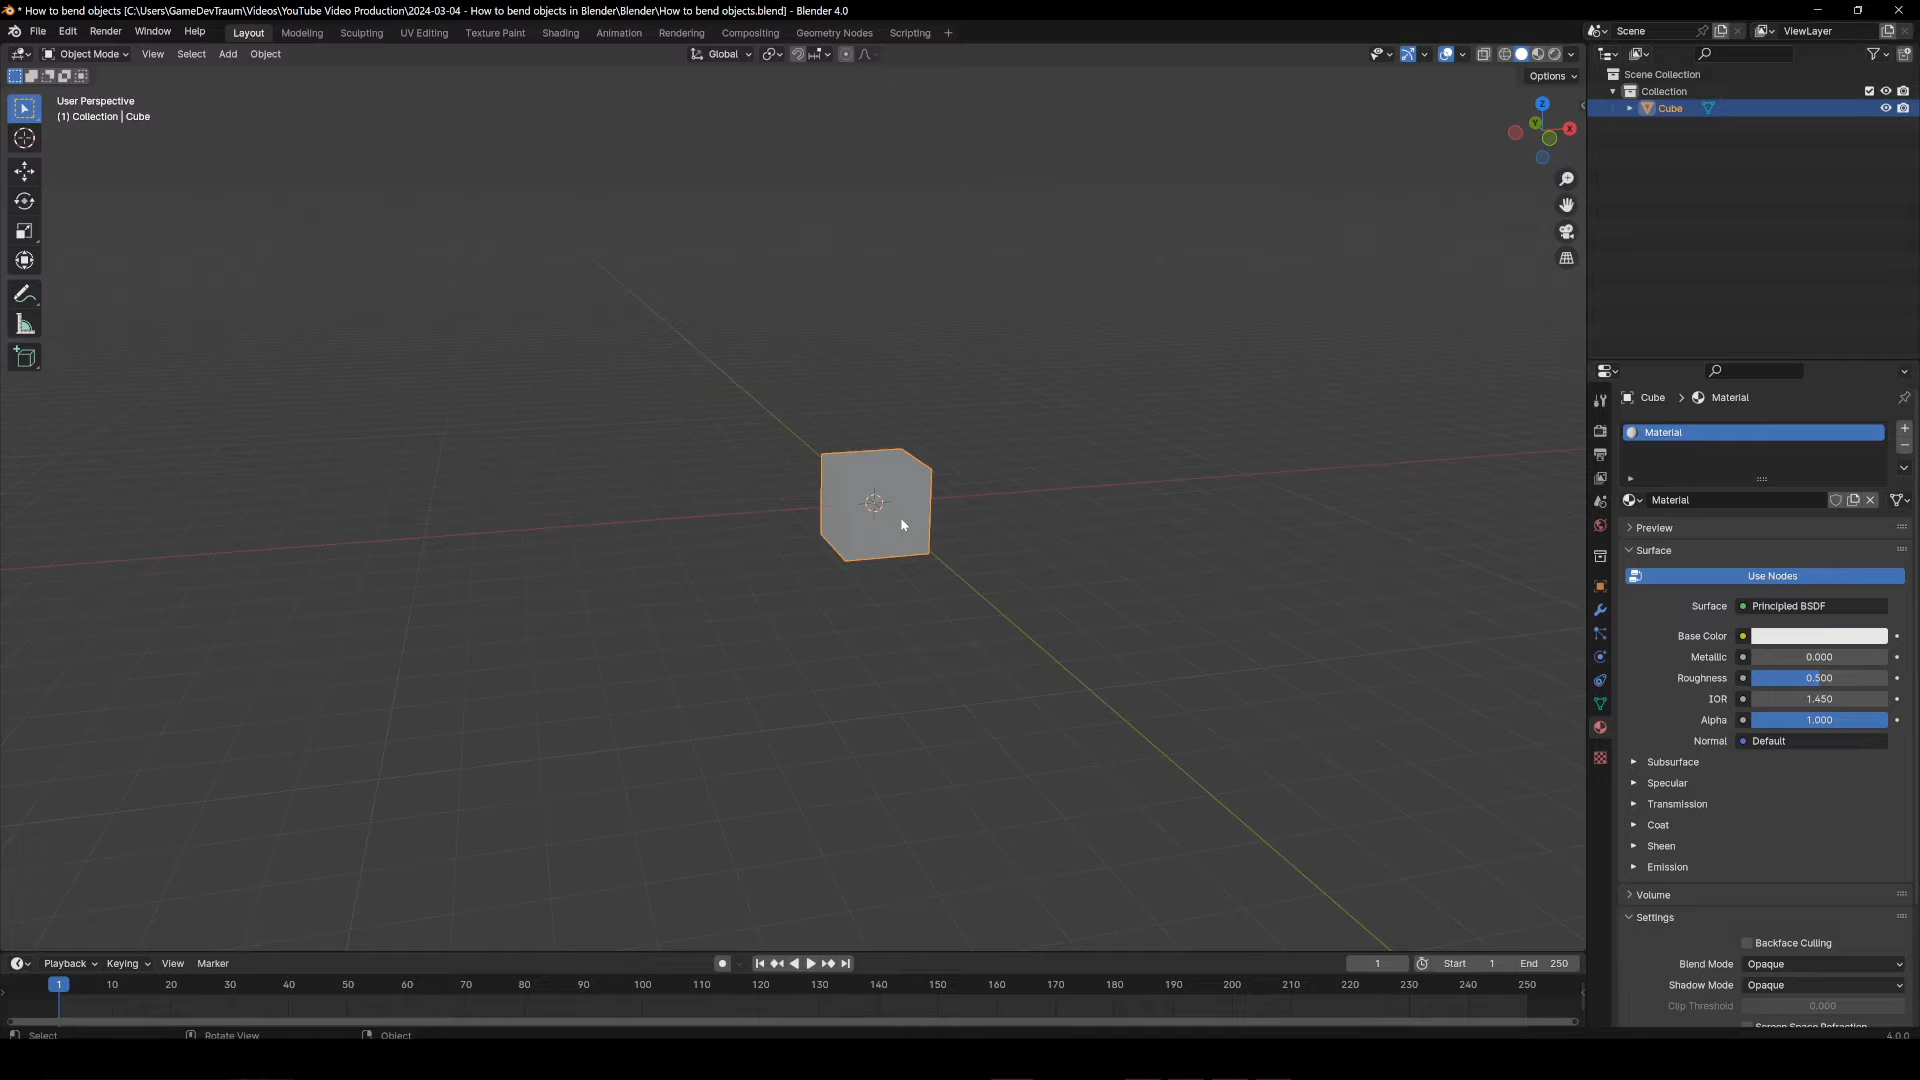 * How to bend objects [C:\Users\GameDevTraum\Videos\YouTube Video Production\2024-03-04 - How to bend objects in Blender\Blender\How to bend objects.blend] - Blender 4.0
File Edit Render Window Help Layout Modeling Sculpting UV Editing Texture Paint Shading Animation Rendering Compositing Geometry Nodes Scripting + Scene ViewLayer
Object Mode View Select Add Object Global
Options
User Perspective
(1) Collection | Cube
Z
Y
X
Scene Collection
Collection
Cube
Cube > Material
Material
Material
Preview
Surface
Use Nodes
Surface Principled BSDF
Base Color
Metallic 0.000
Roughness 0.500
IOR 1.450
Alpha 1.000
Normal Default
Subsurface
Specular
Transmission
Coat
Sheen
Emission
Volume
Settings
Backface Culling
Blend Mode Opaque
Shadow Mode Opaque
Clip Threshold 0.000
Screen Space Refraction
Playback Keying View Marker 1 Start 1 End 250
1 10 20 30 40 50 60 70 80 90 100 110 120 130 140 150 160 170 180 190 200 210 220 230 240 250
Select Rotate View Object 4.0.0